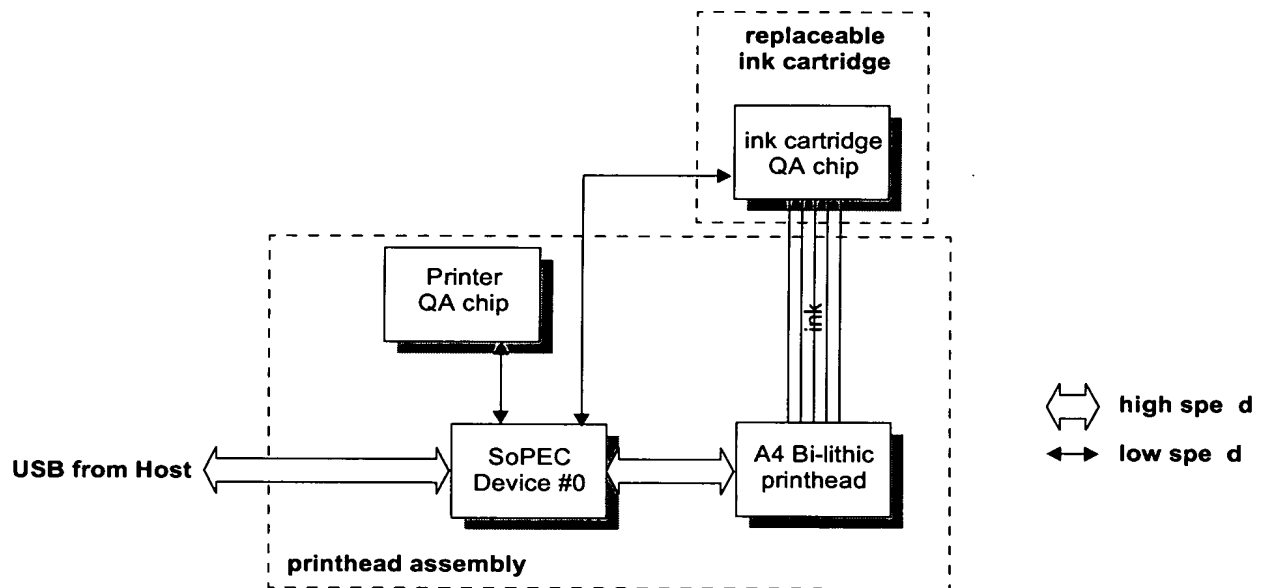 replaceable
ink cartridge
ink cartridge
QA chip
Printer
QA chip
ink
high spe d
low spe d
USB from Host
SoPEC
Device #0
A4 Bi-lithic
printhead
printhead assembly